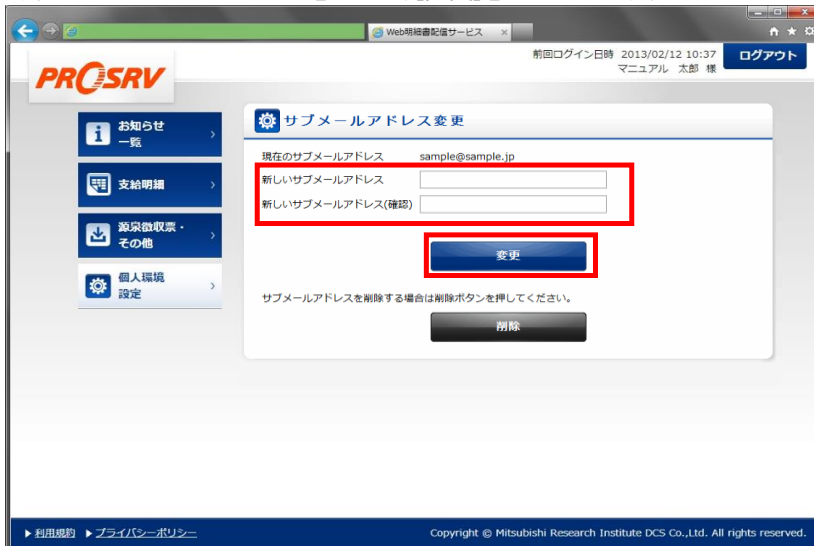 Web明細書配信サービス
前回ログイン日時 2013/02/12 10:37
マニュアル 太郎 様
ログアウト
PROSRV
お知らせ
一覧
支給明細
源泉徴収票・
その他
個人環境
設定
サブメールアドレス変更
現在のサブメールアドレス sample@sample.jp
新しいサブメールアドレス
新しいサブメールアドレス(確認)
変更
サブメールアドレスを削除する場合は削除ボタンを押してください。
削除
▶利用規約 ▶プライバシーポリシー
Copyright © Mitsubishi Research Institute DCS Co.,Ltd. All rights reserved.